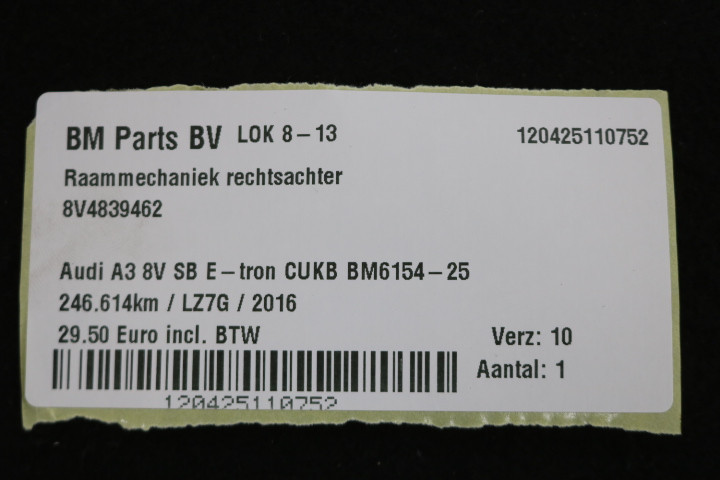 BM Parts BV LOK 8-13 120425110752
Raammechaniek rechtsachter
8V4839462
Audi A3 8V SB E-tron CUKB BM6154-25
246.614km / LZ7G / 2016
29.50 Euro incl. BTW Verz: 10
Aantal: 1
120425110752